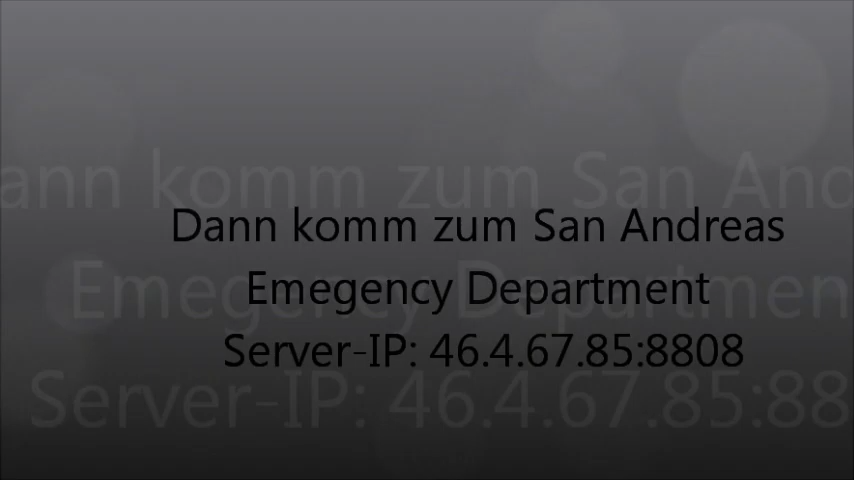 Dann komm zum San Andreas
Emegency Department
Server-IP: 46.4.67.85:8808